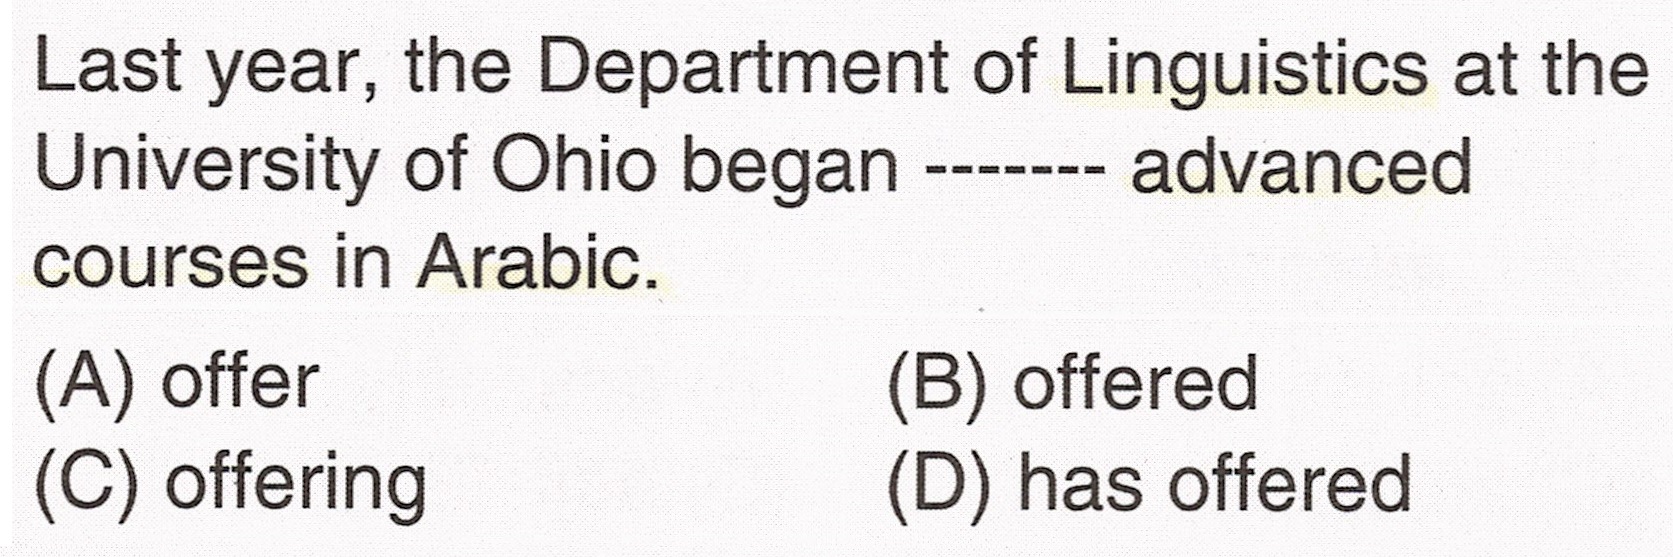 Last year, the Department of Linguistics at the
University of Ohio began ------- advanced
courses in Arabic.
(A) offer (B) offered
(C) offering (D) has offered